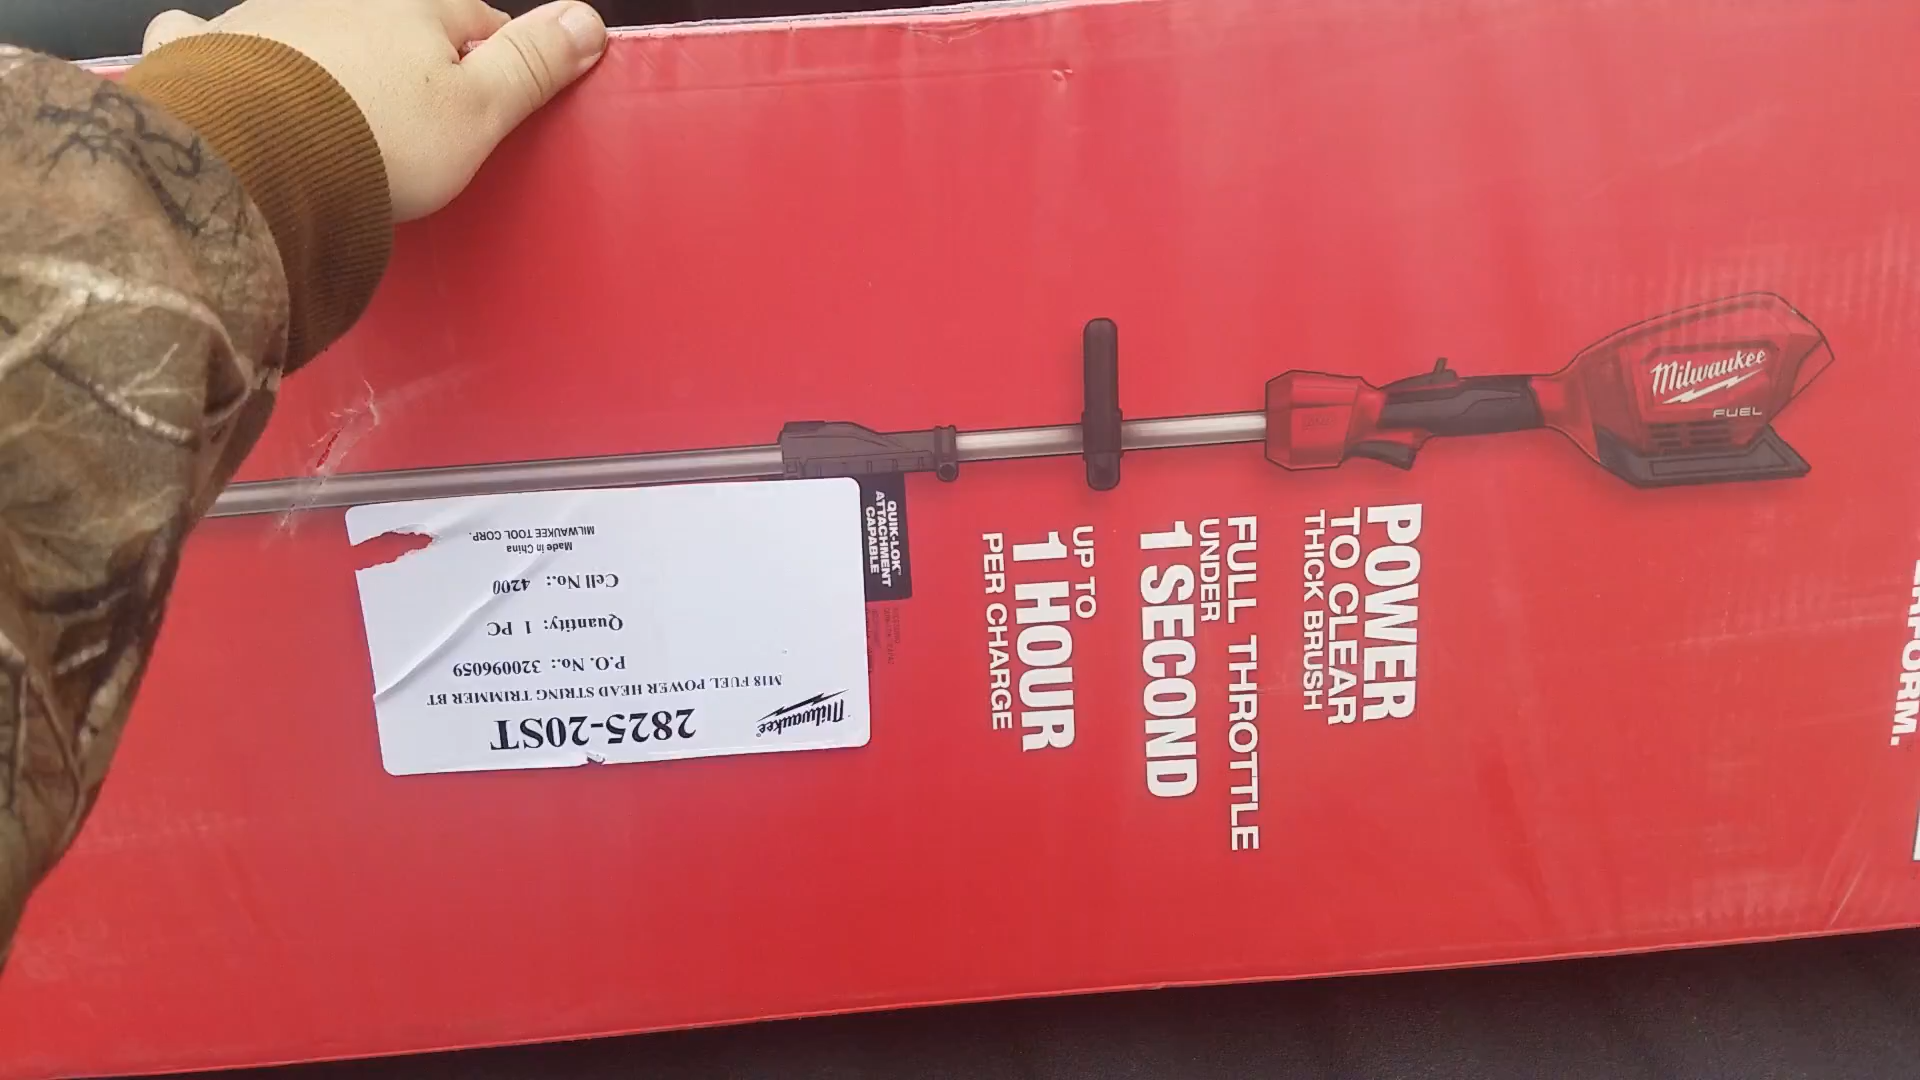 Milwaukee
FUEL
POWER
TO CLEAR
THICK BRUSH
FULL THROTTLE
UNDER
1 SECOND
UP TO
1 HOUR
PER CHARGE
QUIK-LOK™
ATTACHMENT
CAPABLE
Milwaukee
2825-20ST
M18 FUEL POWER HEAD STRING TRIMMER BT
P.O. No.: 320096059
Quantity: 1 PC
Cell No.: 4200
Made in China
MILWAUKEE TOOL CORP.